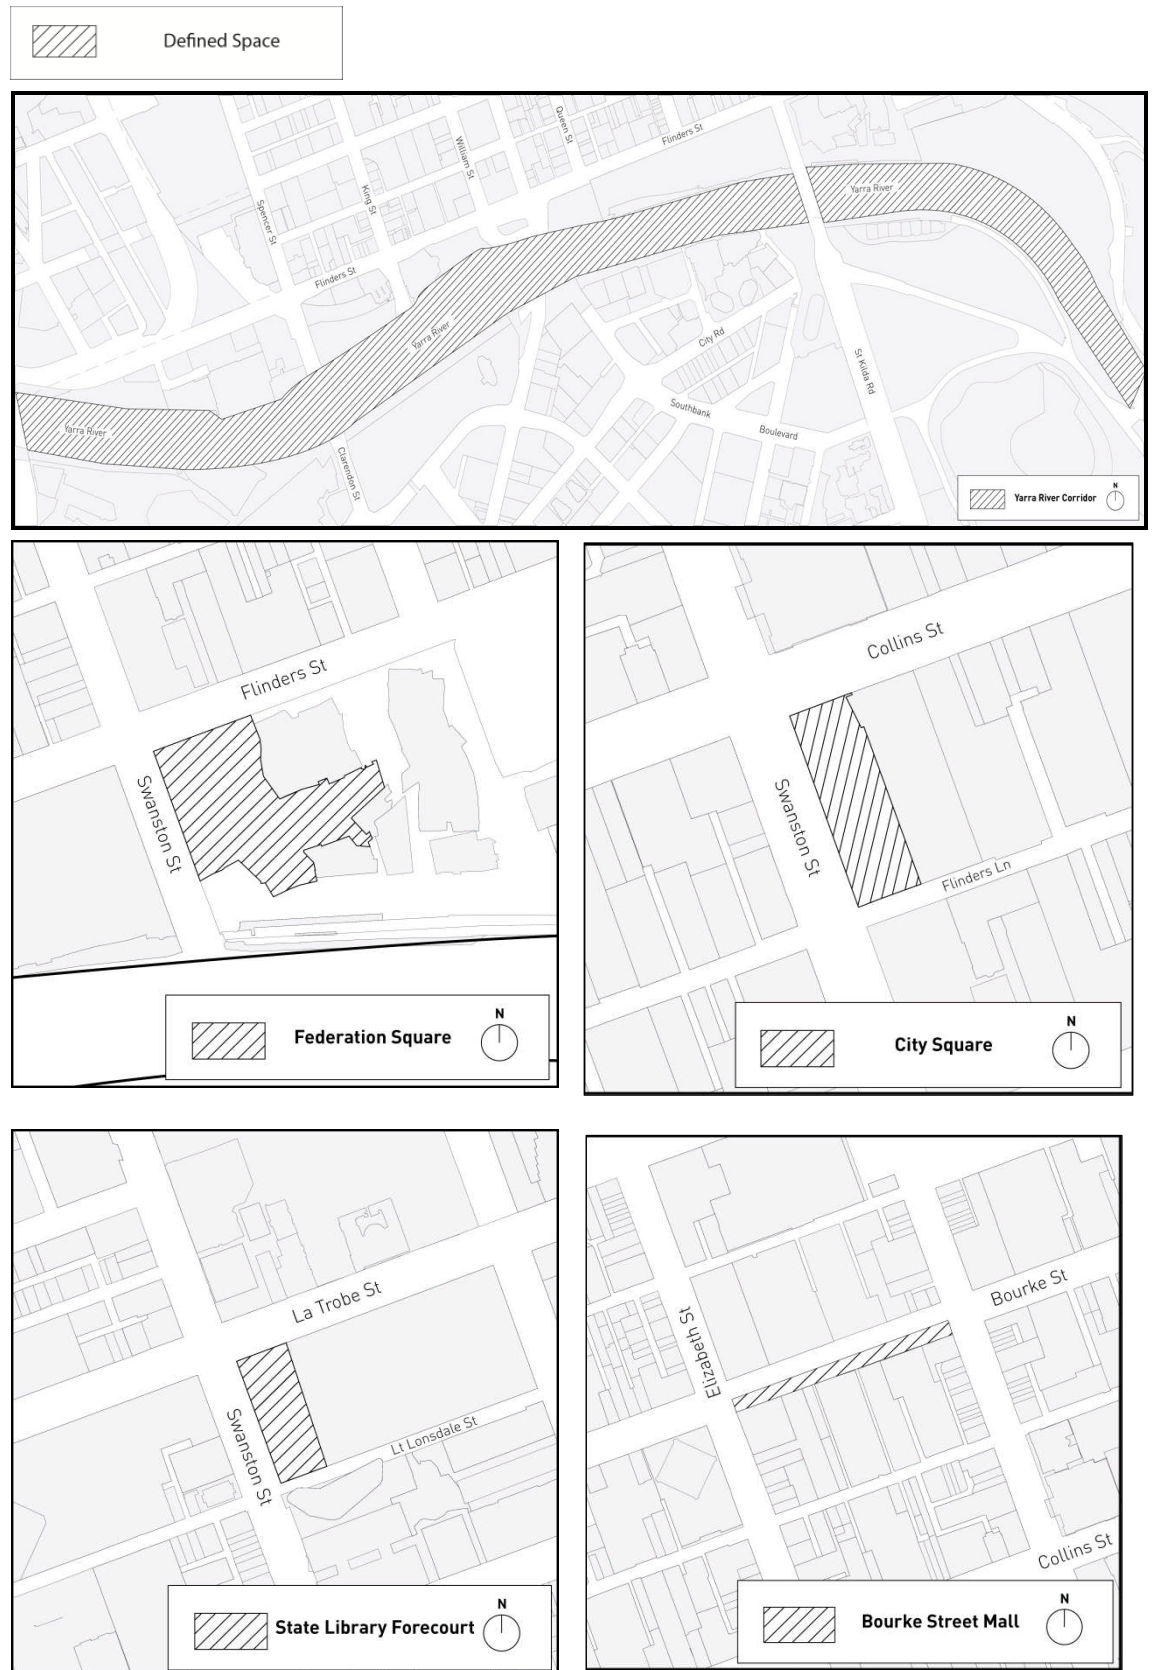 Defined Space
Queen St
Flinders St
William St
Yarra River
King St
Spencer St
Flinders St
Yarra River
City Rd
St Kilda Rd
Southbank
Boulevard
Yarra River
Clarendon St
N
Yarra River Corridor
Flinders St
Swanston St
N
Federation Square
Collins St
Swanston St
Flinders Ln
N
City Square
La Trobe St
Swanston St
Lt Lonsdale St
N
State Library Forecourt
Bourke St
Elizabeth St
Collins St
N
Bourke Street Mall